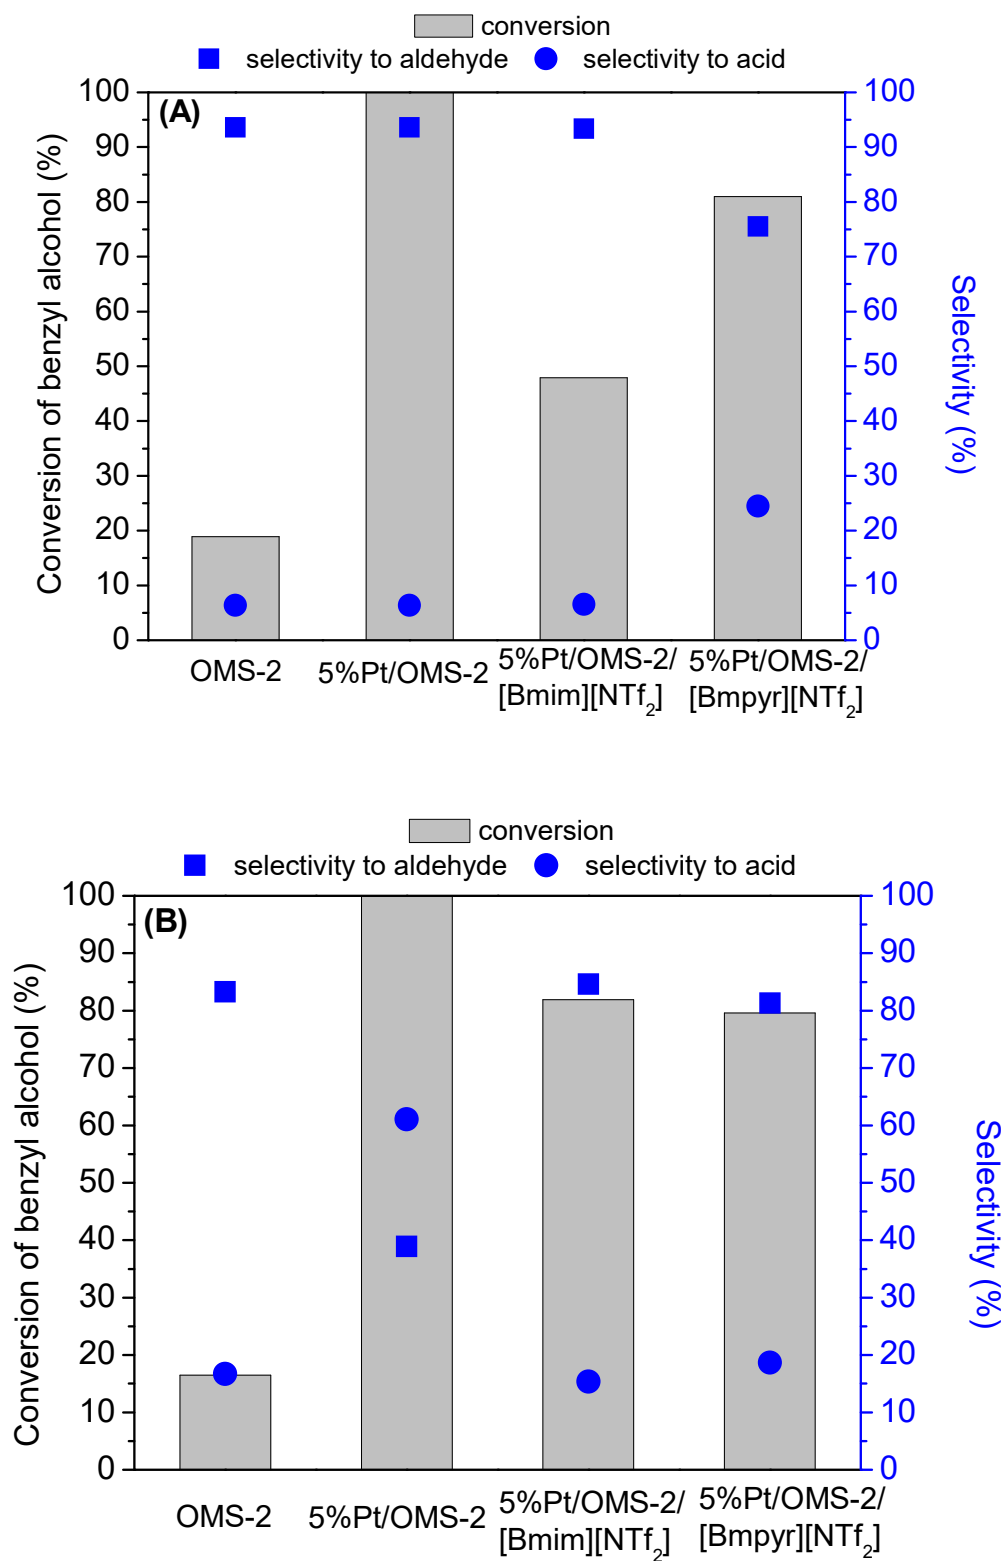 conversion
selectivity to aldehyde selectivity to acid
(A)
Conversion of benzyl alcohol (%)
100
90
80
70
60
50
40
30
20
10
0
100
90
80
70
60
50
40
30
20
10
0
Selectivity (%)
OMS-2
5%Pt/OMS-2
5%Pt/OMS-2/
[Bmim][NTf2]
5%Pt/OMS-2/
[Bmpyr][NTf2]
conversion
selectivity to aldehyde selectivity to acid
(B)
Conversion of benzyl alcohol (%)
100
90
80
70
60
50
40
30
20
10
0
100
90
80
70
60
50
40
30
20
10
0
Selectivity (%)
OMS-2
5%Pt/OMS-2
5%Pt/OMS-2/
[Bmim][NTf2]
5%Pt/OMS-2/
[Bmpyr][NTf2]